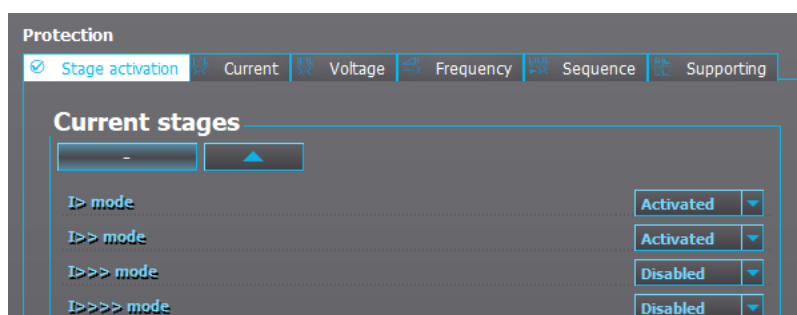 Protection
Stage activation Current Voltage Frequency Sequence Supporting
Current stages
-
I> mode Activated
I>> mode Activated
I>>> mode Disabled
I>>>> mode Disabled